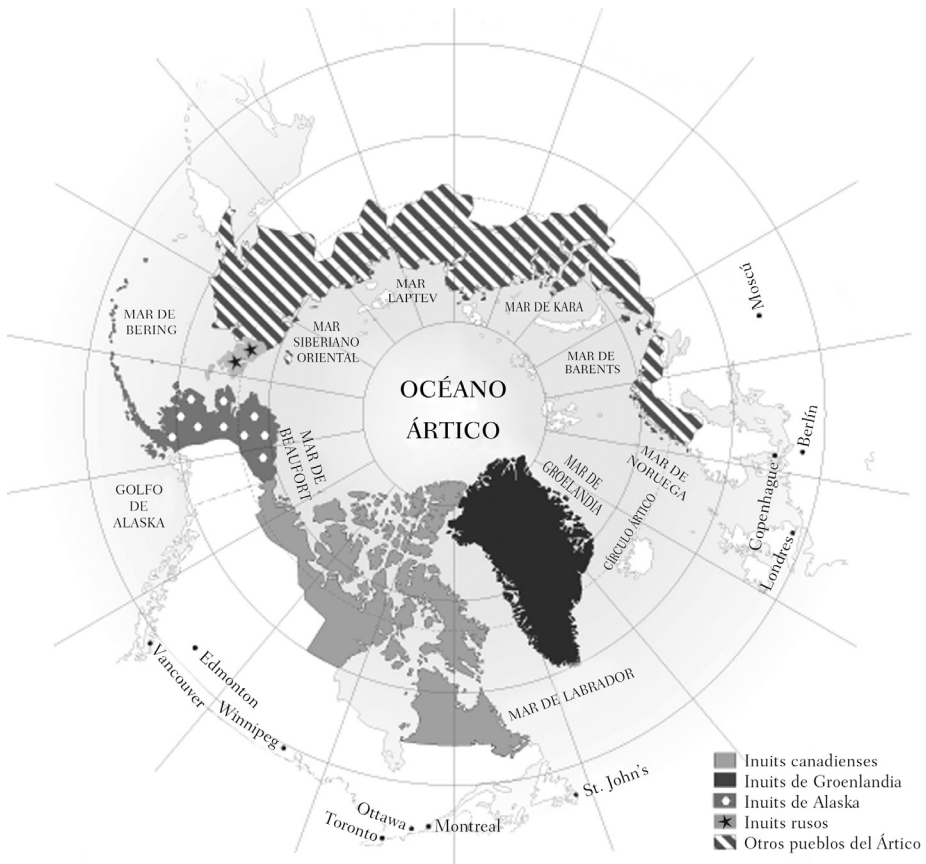 MAR
LAPTEV
MAR DE KARA
Moscú
MAR DE
BERING
MAR
SIBERIANO
ORIENTAL
MAR DE
BARENTS
OCÉANO
ÁRTICO
MAR DE
BEAUFORT
MAR DE
GROELANDIA
MAR DE
NORUEGA
CÍRCULO ÁRTICO
Berlín
Copenhague
Londres
GOLFO
DE
ALASKA
Vancouver
Edmonton
Winnipeg
MAR DE LABRADOR
St. John's
Ottawa
Toronto
Montreal
Inuits canadienses
Inuits de Groenlandia
Inuits de Alaska
Inuits rusos
Otros pueblos del Ártico